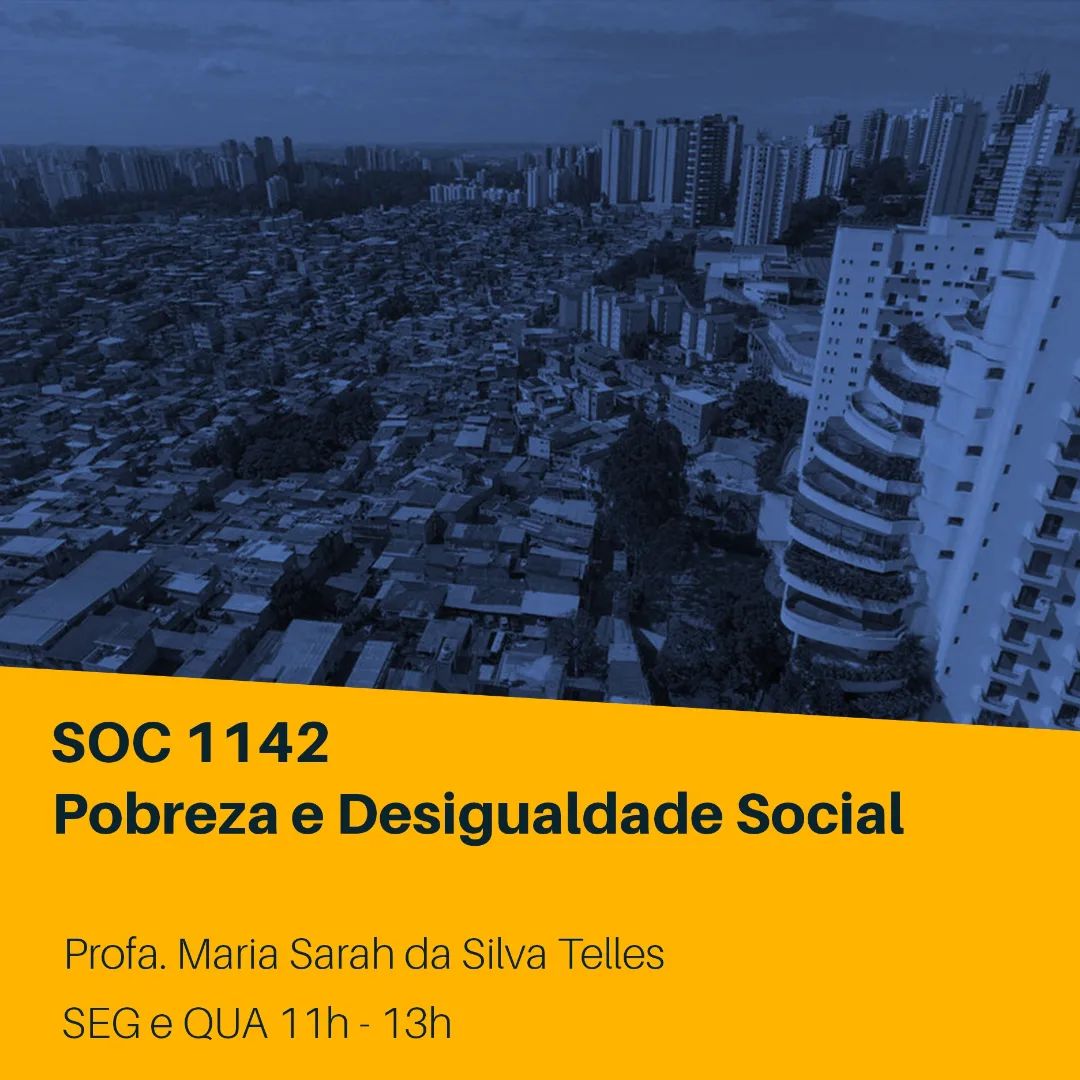 SOC 1142
Pobreza e Desigualdade Social
Profa. Maria Sarah da Silva Telles
SEG e QUA 11h - 13h